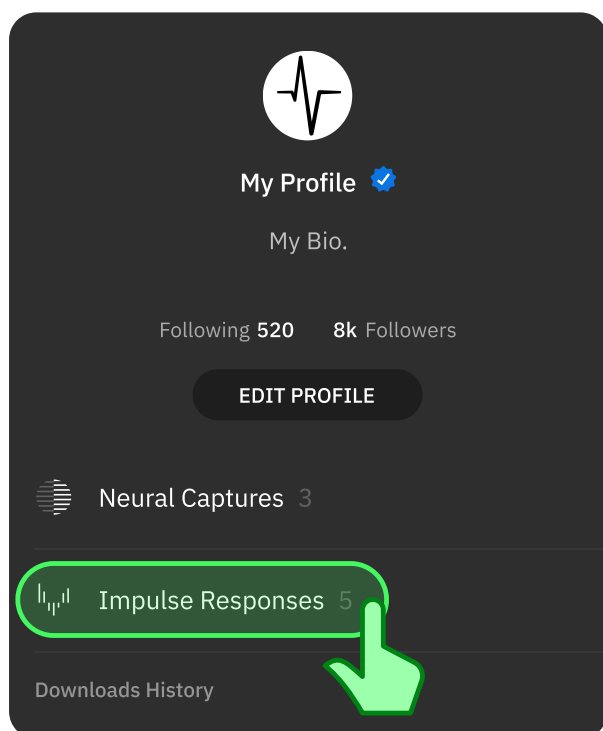 My Profile
My Bio.
Following 520 8k Followers
EDIT PROFILE
Neural Captures 3
Impulse Responses 5
Downloads History